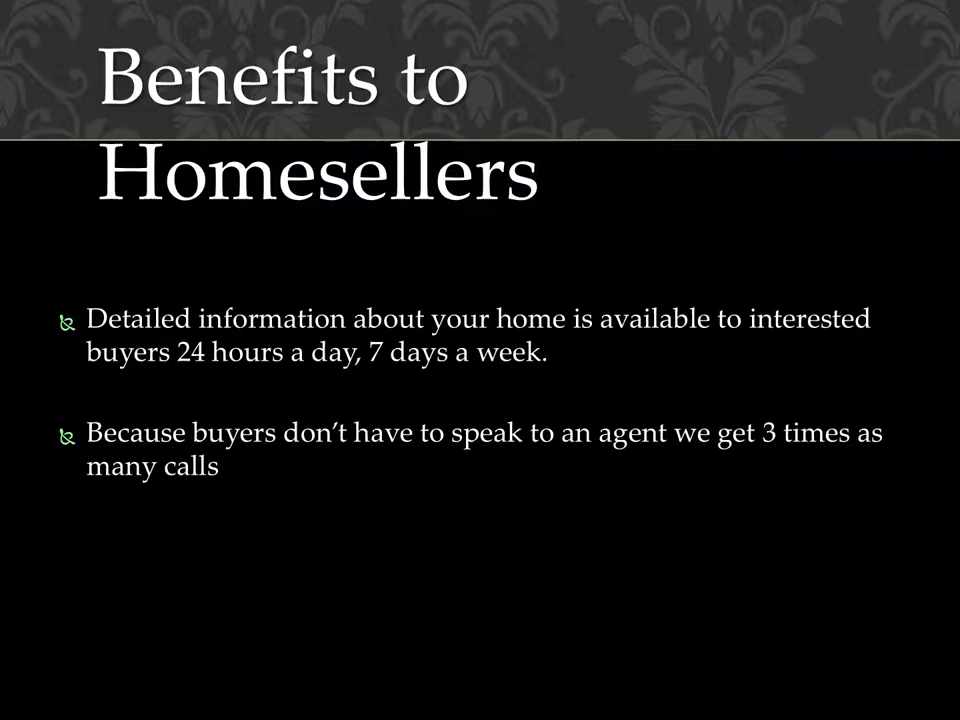 Benefits to
Homesellers
Detailed information about your home is available to interested
buyers 24 hours a day, 7 days a week.
Because buyers don’t have to speak to an agent we get 3 times as
many calls